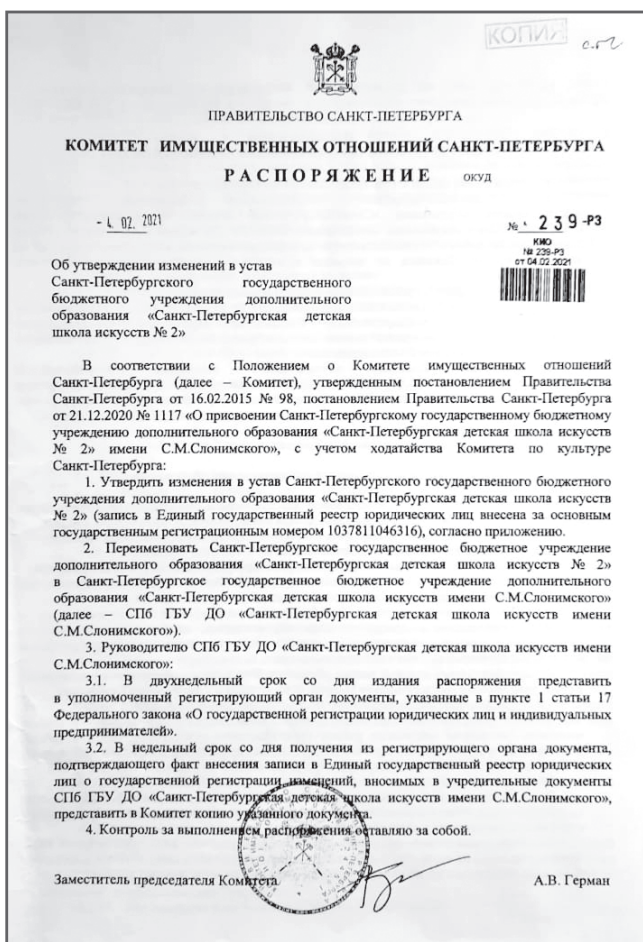 КОПИЯ
ПРАВИТЕЛЬСТВО САНКТ-ПЕТЕРБУРГА
КОМИТЕТ ИМУЩЕСТВЕННЫХ ОТНОШЕНИЙ САНКТ-ПЕТЕРБУРГА
РАСПОРЯЖЕНИЕ ОКУД
- 4. 02. 2021
№ 239-РЗ
КИО
№ 239-РЗ
от 04.02.2021
Об утверждении изменений в устав
Санкт-Петербургского государственного
бюджетного учреждения дополнительного
образования «Санкт-Петербургская детская
школа искусств № 2»
В соответствии с Положением о Комитете имущественных отношений
Санкт-Петербурга (далее – Комитет), утвержденным постановлением Правительства
Санкт-Петербурга от 16.02.2015 № 98, постановлением Правительства Санкт-Петербурга
от 21.12.2020 № 1117 «О присвоении Санкт-Петербургскому государственному бюджетному
учреждению дополнительного образования «Санкт-Петербургская детская школа искусств
№ 2» имени С.М.Слонимского», с учетом ходатайства Комитета по культуре
Санкт-Петербурга:
1. Утвердить изменения в устав Санкт-Петербургского государственного бюджетного
учреждения дополнительного образования «Санкт-Петербургская детская школа искусств
№ 2» (запись в Единый государственный реестр юридических лиц внесена за основным
государственным регистрационным номером 1037811046316), согласно приложению.
2. Переименовать Санкт-Петербургское государственное бюджетное учреждение
дополнительного образования «Санкт-Петербургская детская школа искусств № 2»
в Санкт-Петербургское государственное бюджетное учреждение дополнительного
образования «Санкт-Петербургская детская школа искусств имени С.М.Слонимского»
(далее – СПб ГБУ ДО «Санкт-Петербургская детская школа искусств имени
С.М.Слонимского»).
3. Руководителю СПб ГБУ ДО «Санкт-Петербургская детская школа искусств имени
С.М.Слонимского»:
3.1. В двухнедельный срок со дня издания распоряжения представить
в уполномоченный регистрирующий орган документы, указанные в пункте 1 статьи 17
Федерального закона «О государственной регистрации юридических лиц и индивидуальных
предпринимателей».
3.2. В недельный срок со дня получения из регистрирующего органа документа,
подтверждающего факт внесения записи в Единый государственный реестр юридических
лиц о государственной регистрации изменений, вносимых в учредительные документы
СПб ГБУ ДО «Санкт-Петербургская детская школа искусств имени С.М.Слонимского»,
представить в Комитет копию указанного документа.
4. Контроль за выполнением распоряжения оставляю за собой.
Заместитель председателя Комитета
А.В. Герман